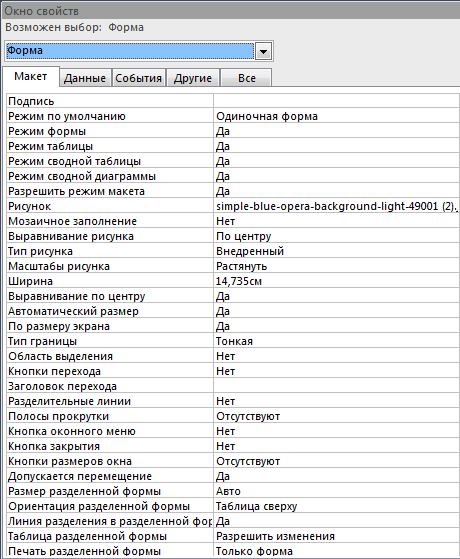 Окно свойств
Возможен выбор: Форма
Форма
Макет Данные События Другие Все
Подпись
Режим по умолчанию Одиночная форма
Режим формы Да
Режим таблицы Да
Режим сводной таблицы Да
Режим сводной диаграммы Да
Разрешить режим макета Да
Рисунок simple-blue-opera-background-light-49001 (2).
Мозаичное заполнение Нет
Выравнивание рисунка По центру
Тип рисунка Внедренный
Масштабы рисунка Растянуть
Ширина 14,735см
Выравнивание по центру Да
Автоматический размер Да
По размеру экрана Да
Тип границы Тонкая
Область выделения Нет
Кнопки перехода Нет
Заголовок перехода
Разделительные линии Нет
Полосы прокрутки Отсутствуют
Кнопка оконного меню Нет
Кнопка закрытия Нет
Кнопки размеров окна Отсутствуют
Допускается перемещение Да
Размер разделенной формы Авто
Ориентация разделенной формы Таблица сверху
Линия разделения в разделенной фор Да
Таблица разделенной формы Разрешить изменения
Печать разделенной формы Только форма